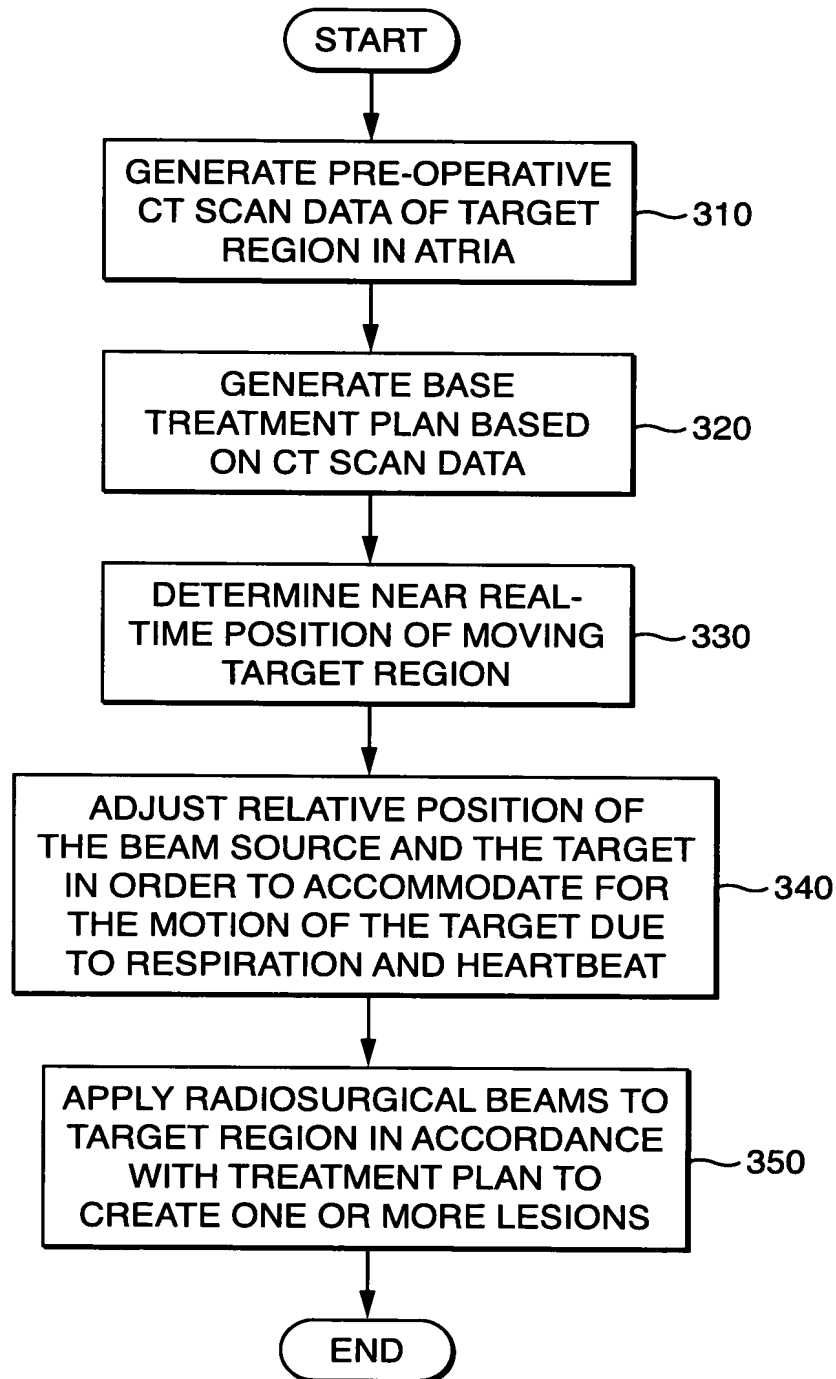 START
GENERATE PRE-OPERATIVE
CT SCAN DATA OF TARGET
REGION IN ATRIA
310
GENERATE BASE
TREATMENT PLAN BASED
ON CT SCAN DATA
320
DETERMINE NEAR REAL-
TIME POSITION OF MOVING
TARGET REGION
330
ADJUST RELATIVE POSITION OF
THE BEAM SOURCE AND THE TARGET
IN ORDER TO ACCOMMODATE FOR
THE MOTION OF THE TARGET DUE
TO RESPIRATION AND HEARTBEAT
340
APPLY RADIOSURGICAL BEAMS TO
TARGET REGION IN ACCORDANCE
WITH TREATMENT PLAN TO
CREATE ONE OR MORE LESIONS
350
END